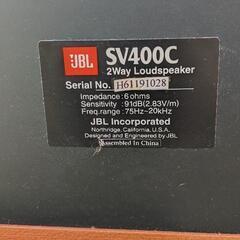 JBL SV400C
2Way Loudspeaker
Serial No. H61191028
Impedance:6 ohms
Sensitivity :91dB(2.83V/m)
Freq.range:75Hz~20kHz
JBL Incorporated
Northridge, California, U.S.A.
Designed and Engineered by JBL
Assembled In China